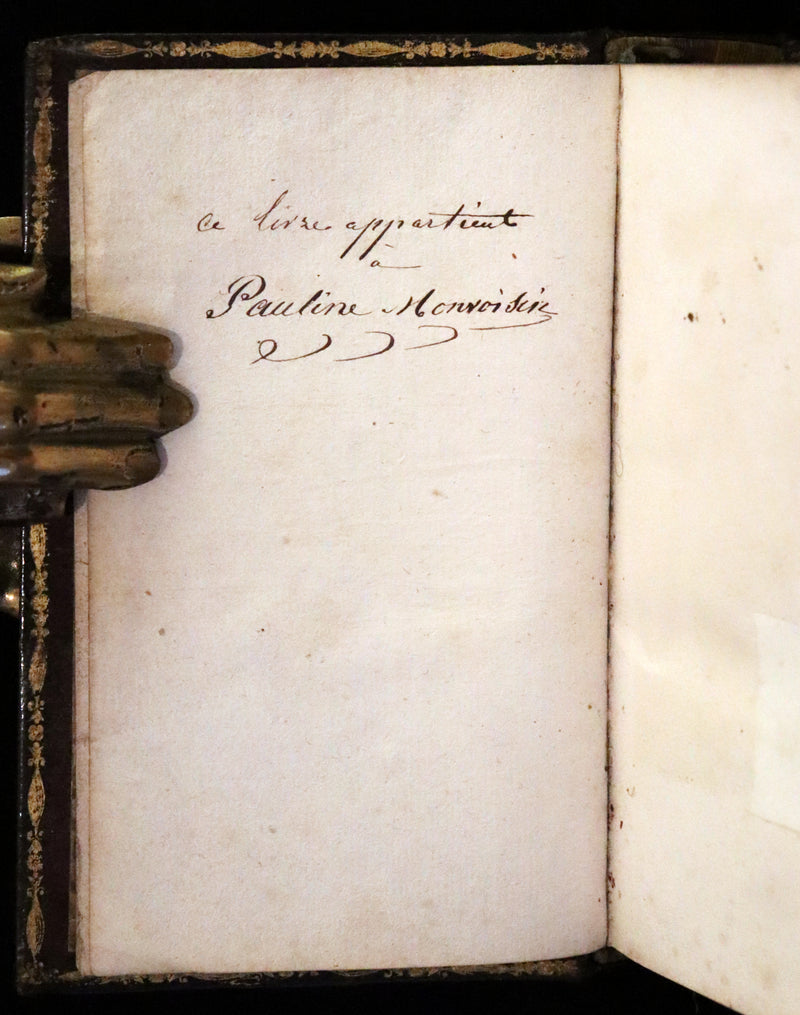 ce livre appartient
à
Pauline Monvoisin